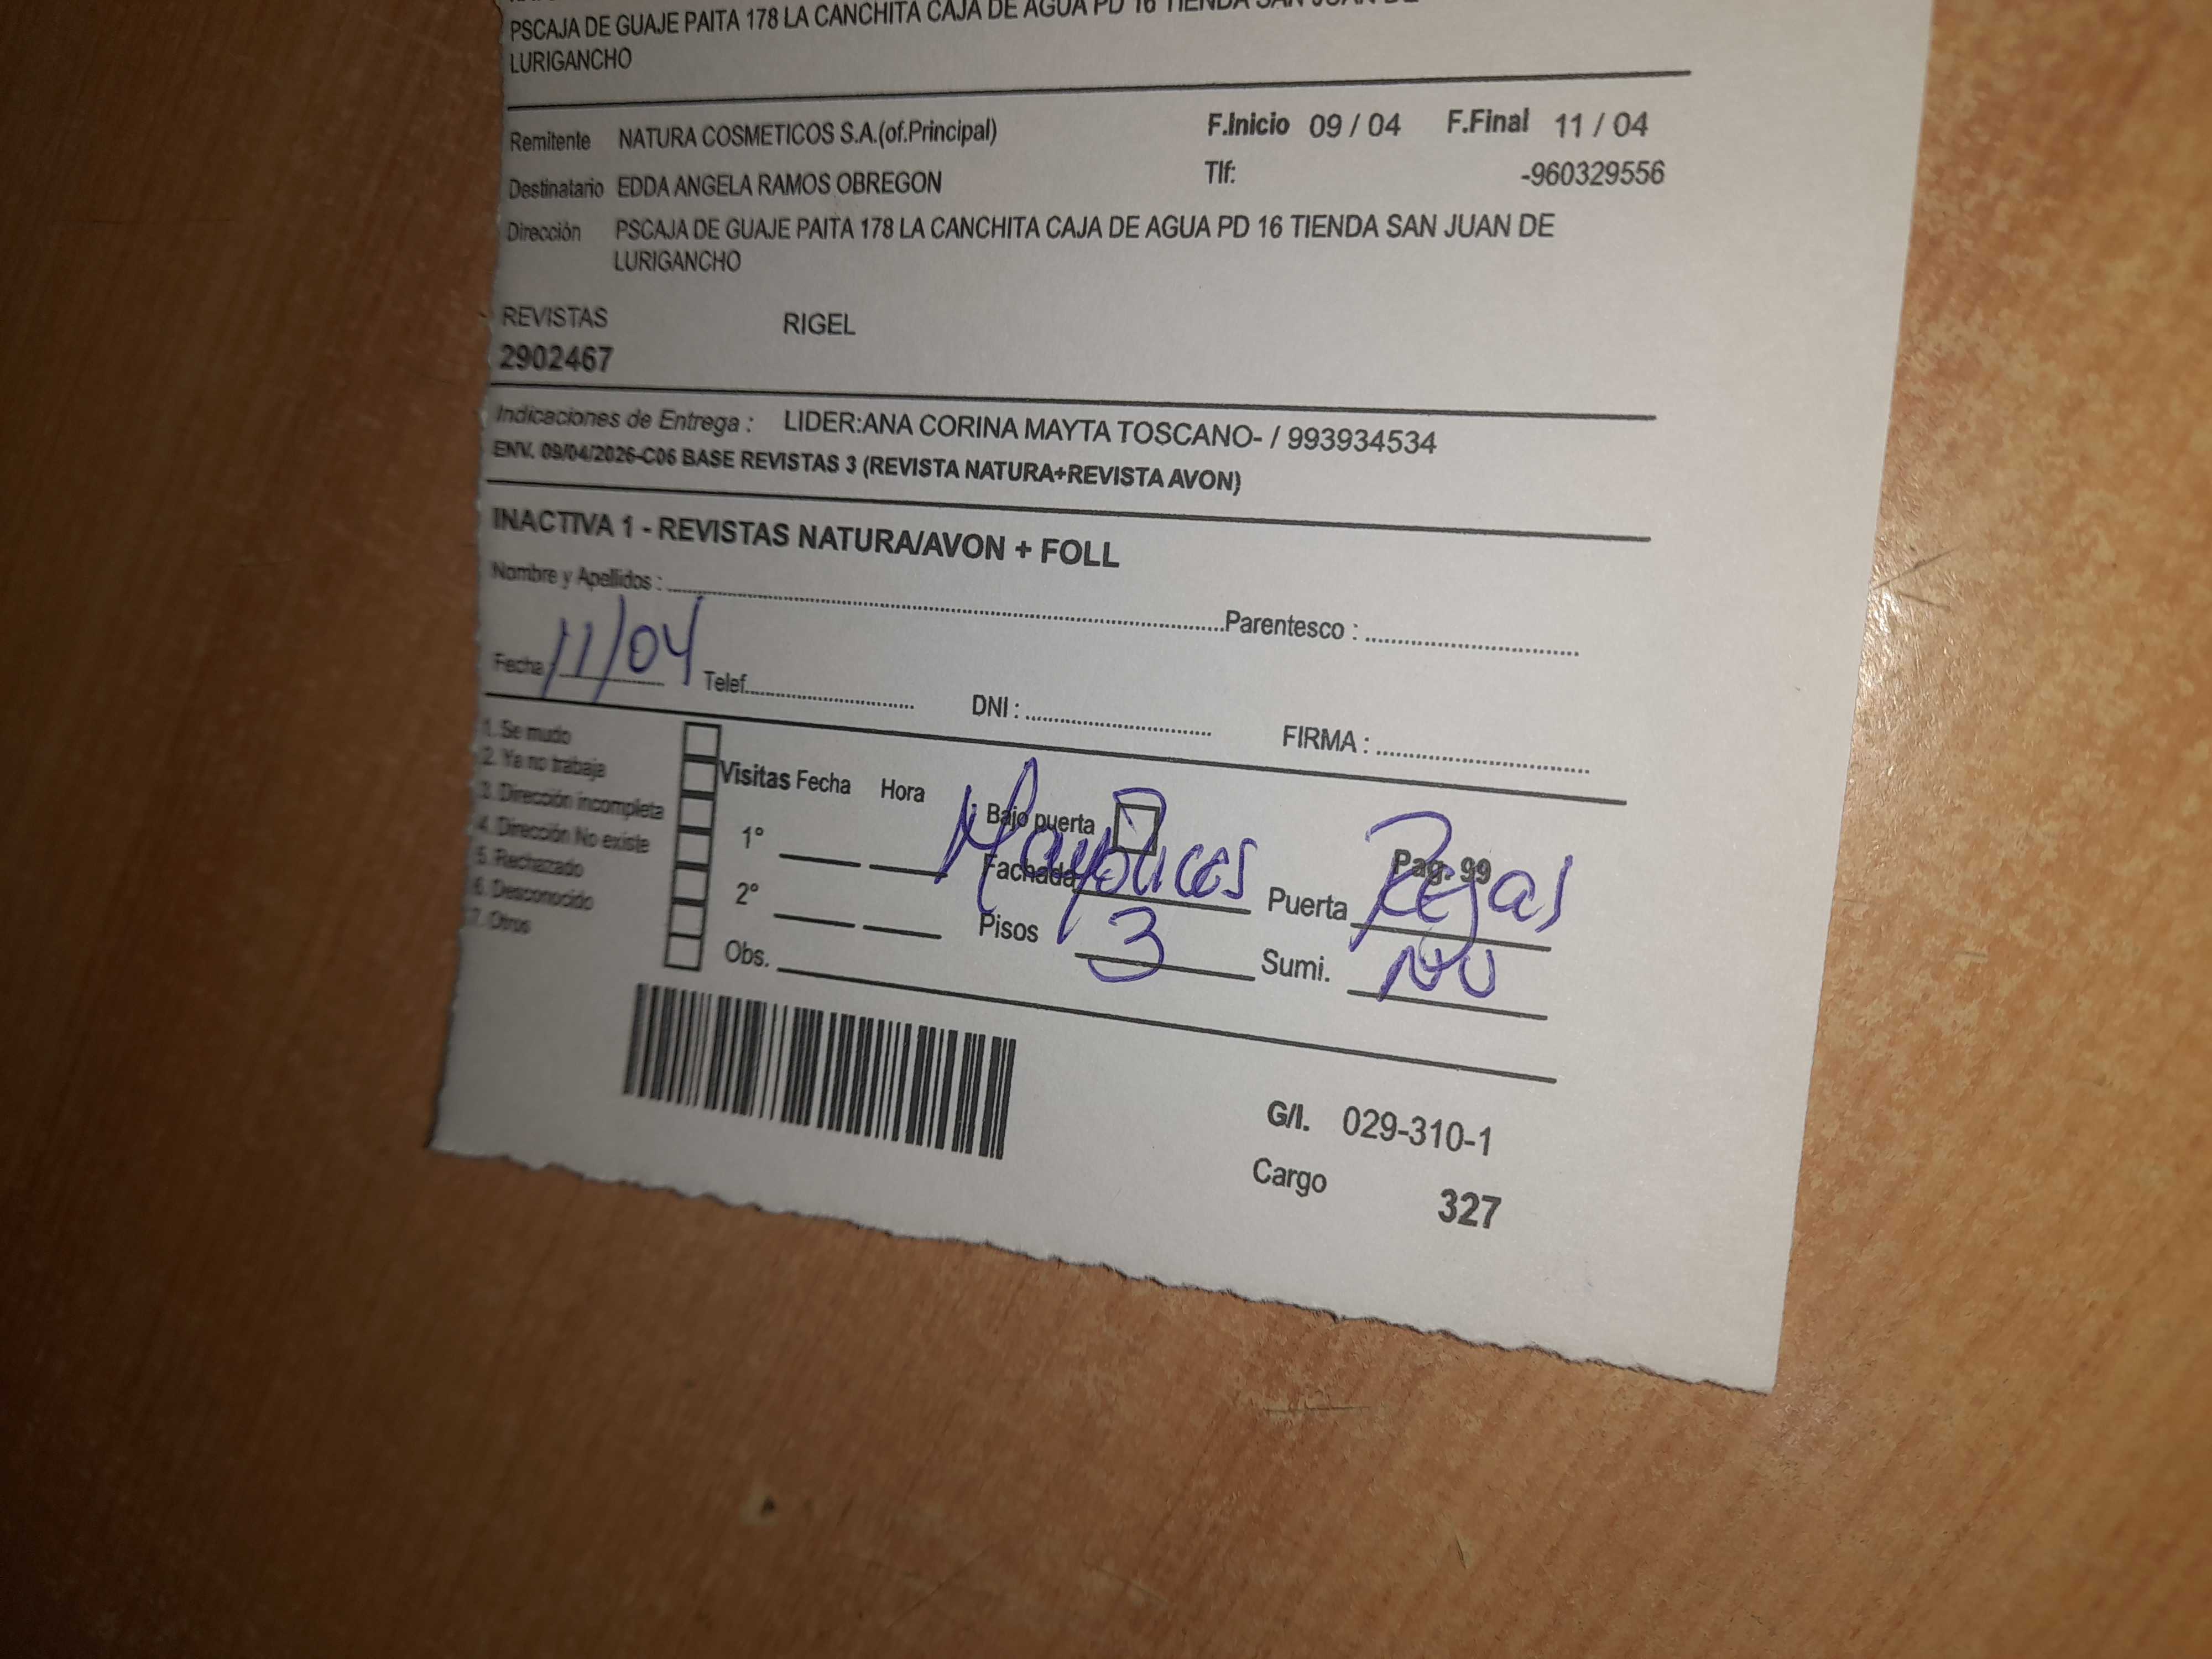 PSCAJA DE GUAJE PAITA 178 LA CANCHITA CAJA DE AGUA PD 16 TIENDA SAN JUAN DE
LURIGANCHO
Remitente NATURA COSMETICOS S.A.(of.Principal) F.Inicio 09 / 04 F.Final 11 / 04
Destinatario EDDA ANGELA RAMOS OBREGON Tlf: -960329556
Dirección PSCAJA DE GUAJE PAITA 178 LA CANCHITA CAJA DE AGUA PD 16 TIENDA SAN JUAN DE
LURIGANCHO
REVISTAS RIGEL
2902467
Indicaciones de Entrega : LIDER:ANA CORINA MAYTA TOSCANO- / 993934534
ENV. 09/04/2026-C06 BASE REVISTAS 3 (REVISTA NATURA+REVISTA AVON)
INACTIVA 1 - REVISTAS NATURA/AVON + FOLL
Nombre y Apellidos : Parentesco :
Fecha 11/04 Telef. DNI : FIRMA :
1. Se mudo
2. Ya no trabaja
3. Dirección incompleta
4. Dirección No existe
5. Rechazado
6. Desconocido
7. Otros
Visitas Fecha Hora Bajo puerta Pag. 99
1° Fachada Puerta Rejas
2° Pisos 3 Sumi. NO
Obs.
G/I. 029-310-1
Cargo 327